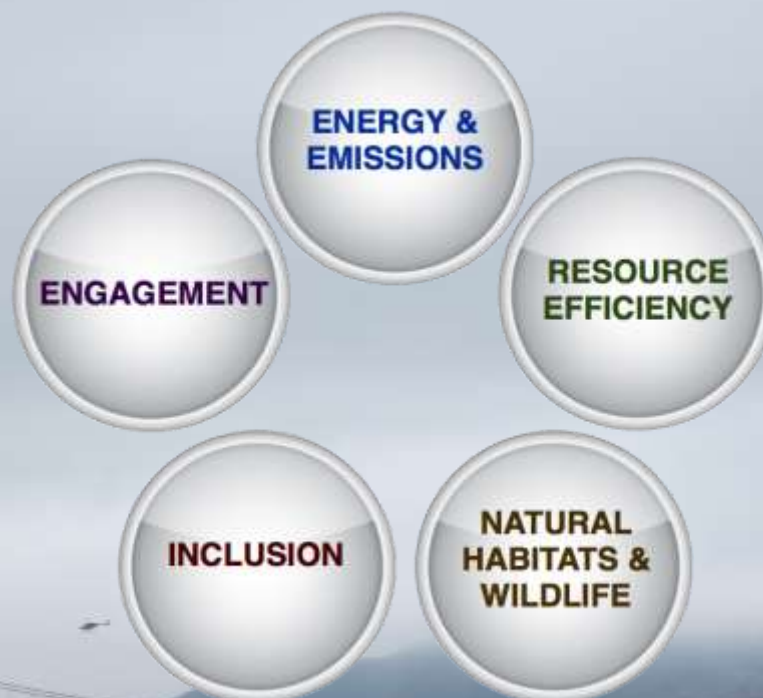 ENERGY &
EMISSIONS
ENGAGEMENT
RESOURCE
EFFICIENCY
INCLUSION
NATURAL
HABITATS &
WILDLIFE